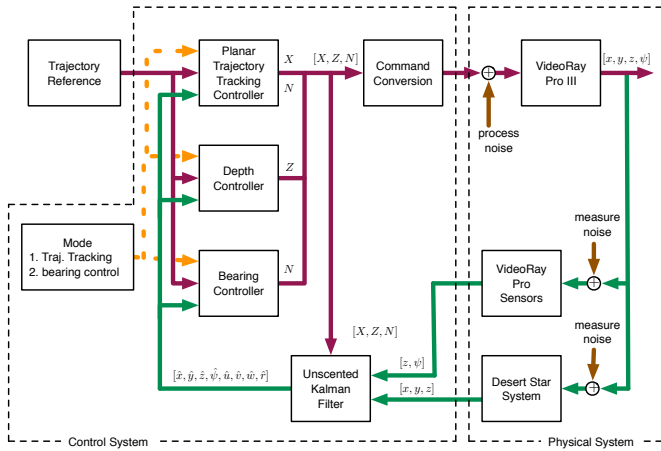 Trajectory
Reference
Planar
Trajectory
Tracking
Controller
X
N
[X, Z, N]
Command
Conversion
process
noise
VideoRay
Pro III
[x, y, z, ψ]
Depth
Controller
Z
Mode
1. Traj. Tracking
2. bearing control
Bearing
Controller
N
measure
noise
VideoRay
Pro
Sensors
[X, Z, N]
[x̂, ŷ, ẑ, ψ̂, û, v̂, ŵ, r̂]
Unscented
Kalman
Filter
[z, ψ]
[x, y, z]
measure
noise
Desert Star
System
Control System
Physical System